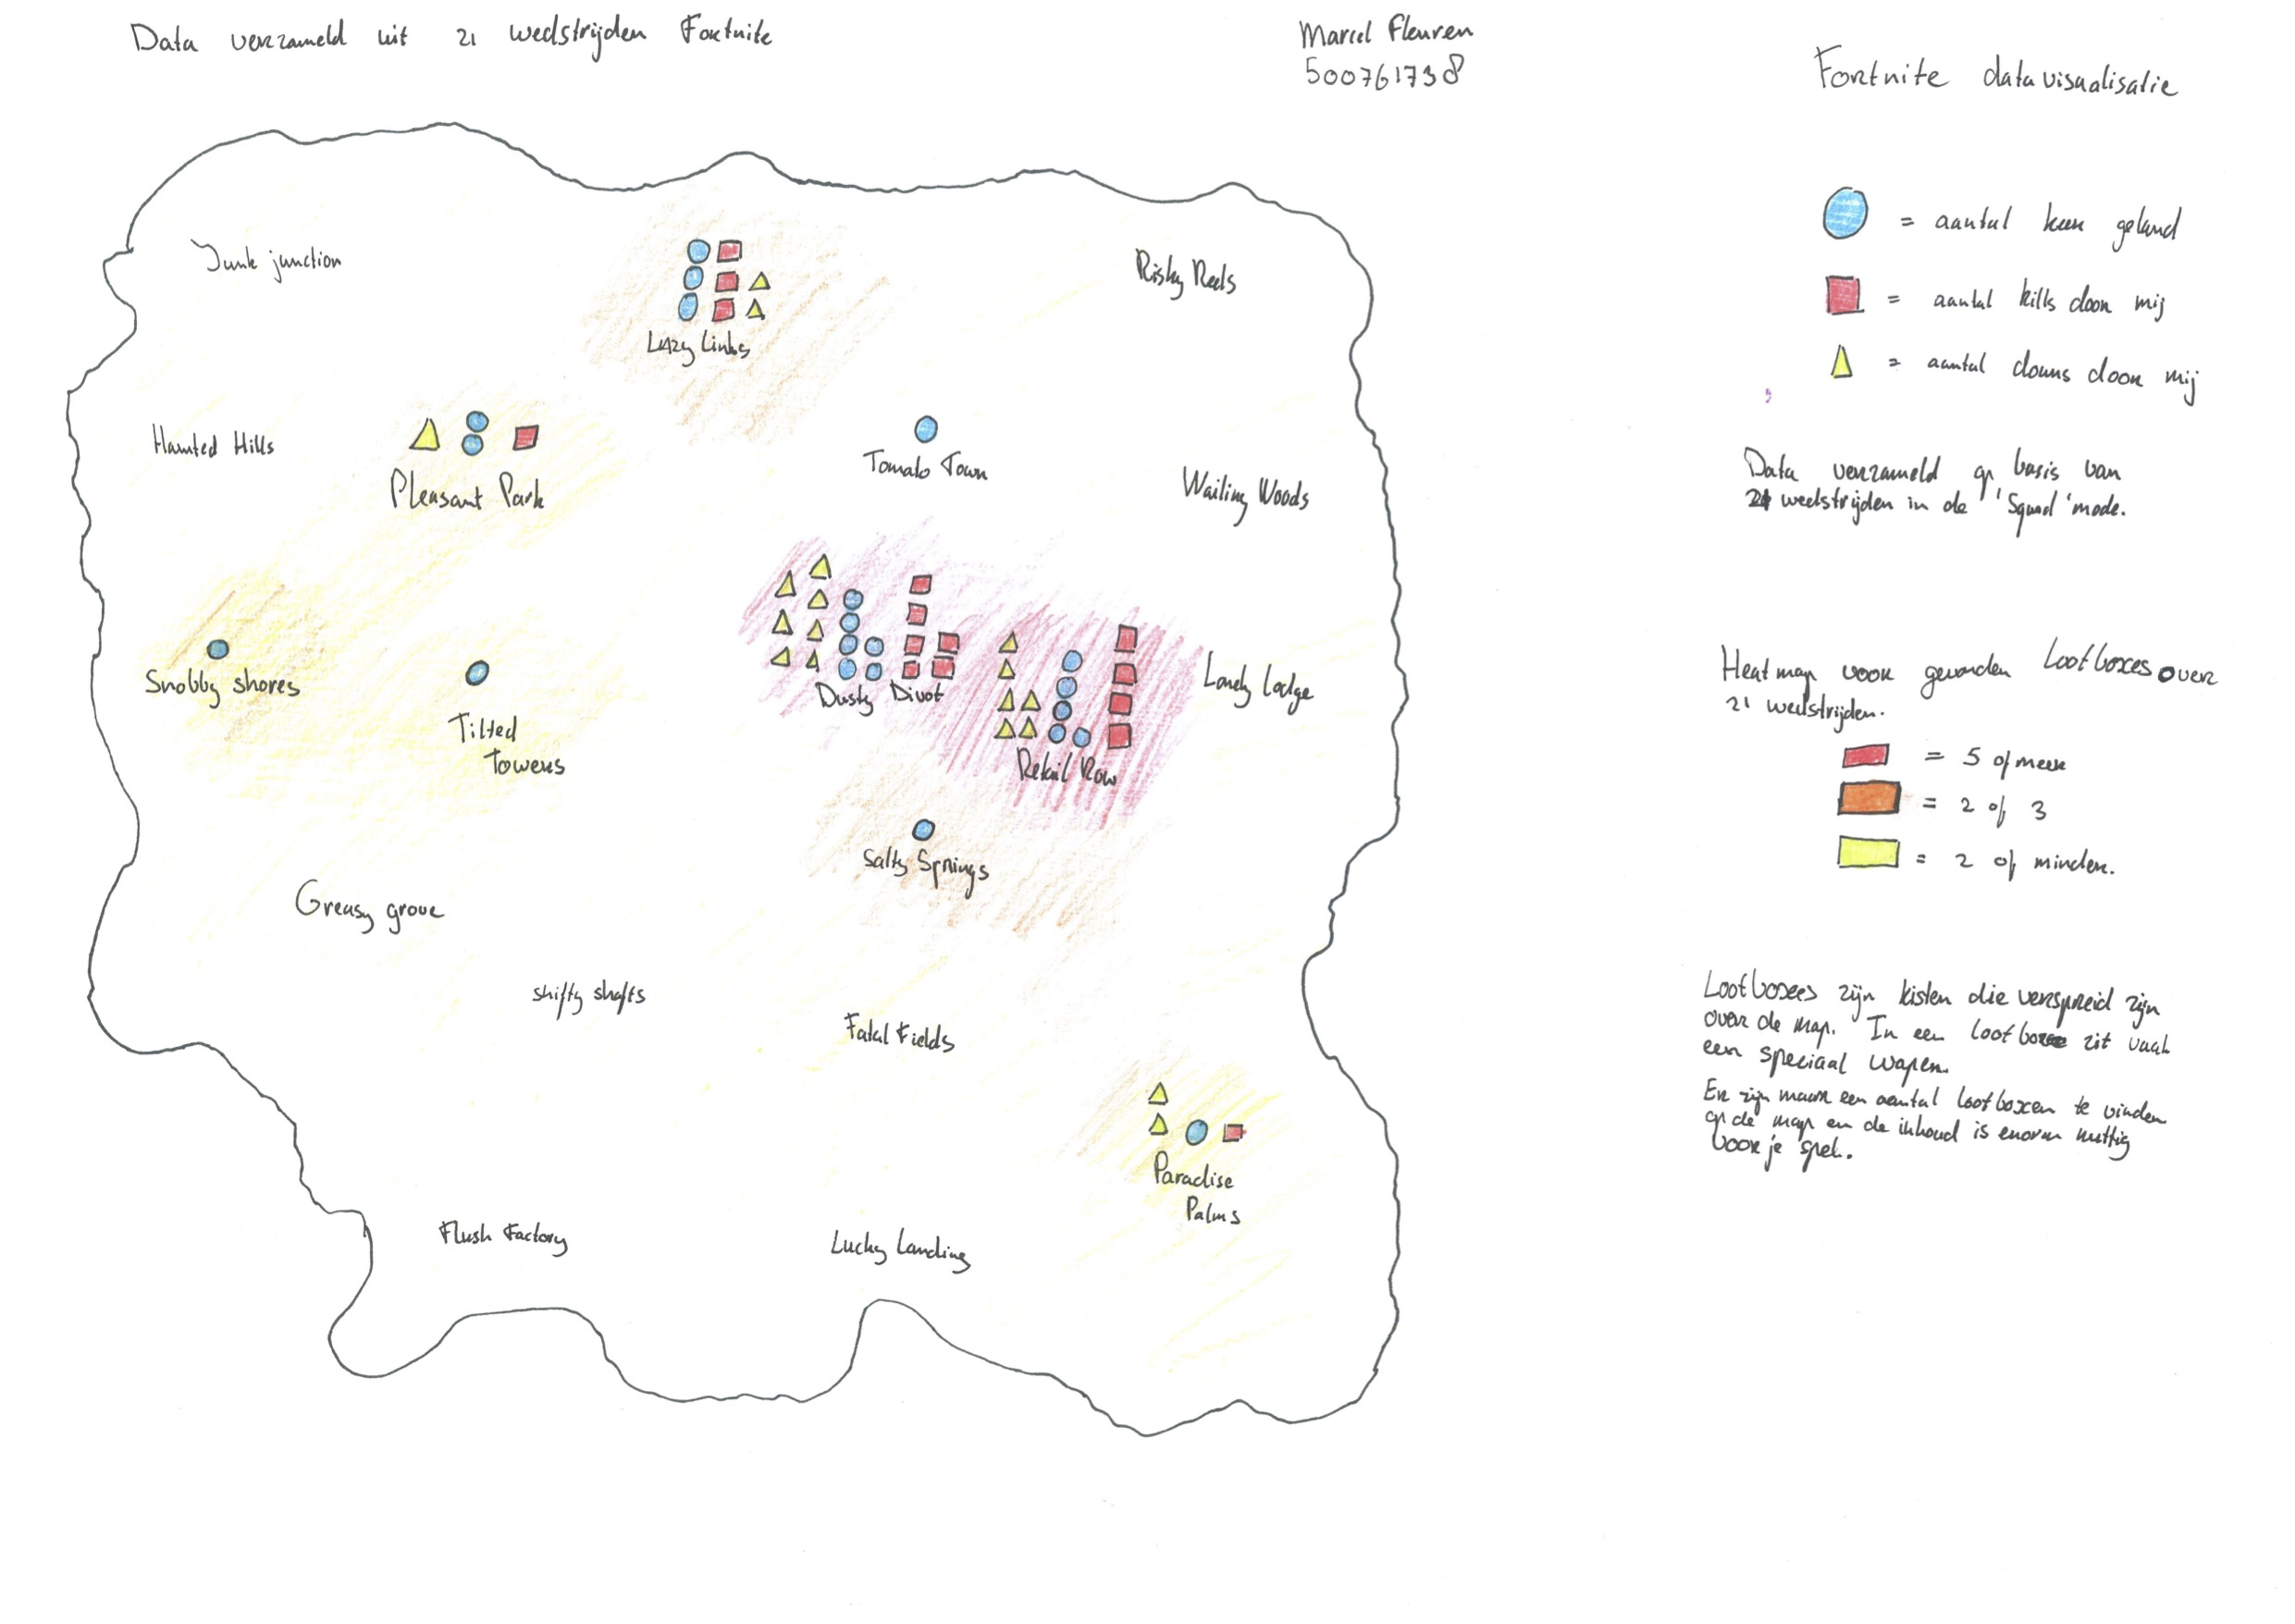 Data verzameld uit 21 wedstrijden Fortnite
Marcel Fleuren
500761738
Fortnite datavisualisatie
= aantal keer geland
= aantal kills door mij
= aantal downs door mij
Data verzameld op basis van
21 wedstrijden in de 'Squad' mode.
Heatmap voor gevonden Lootboxes over
21 wedstrijden.
= 5 of meer
= 2 of 3
= 2 of minder.
Lootboxes zijn kisten die verspreid zijn
over de map. In een lootboxe zit vaak
een speciaal wapen.
Er zijn maar een aantal lootboxen te vinden
op de map en de inhoud is enorm nuttig
voor je spel.
Junk junction
Lazy Links
Risky Reels
Haunted Hills
Pleasant Park
Tomato Town
Wailing Woods
Snobby shores
Tilted
Towers
Dusty Divot
Retail Row
Lonely Lodge
Salty Springs
Greasy grove
shifty shafts
Fatal Fields
Paradise
Palms
Flush Factory
Lucky Landing